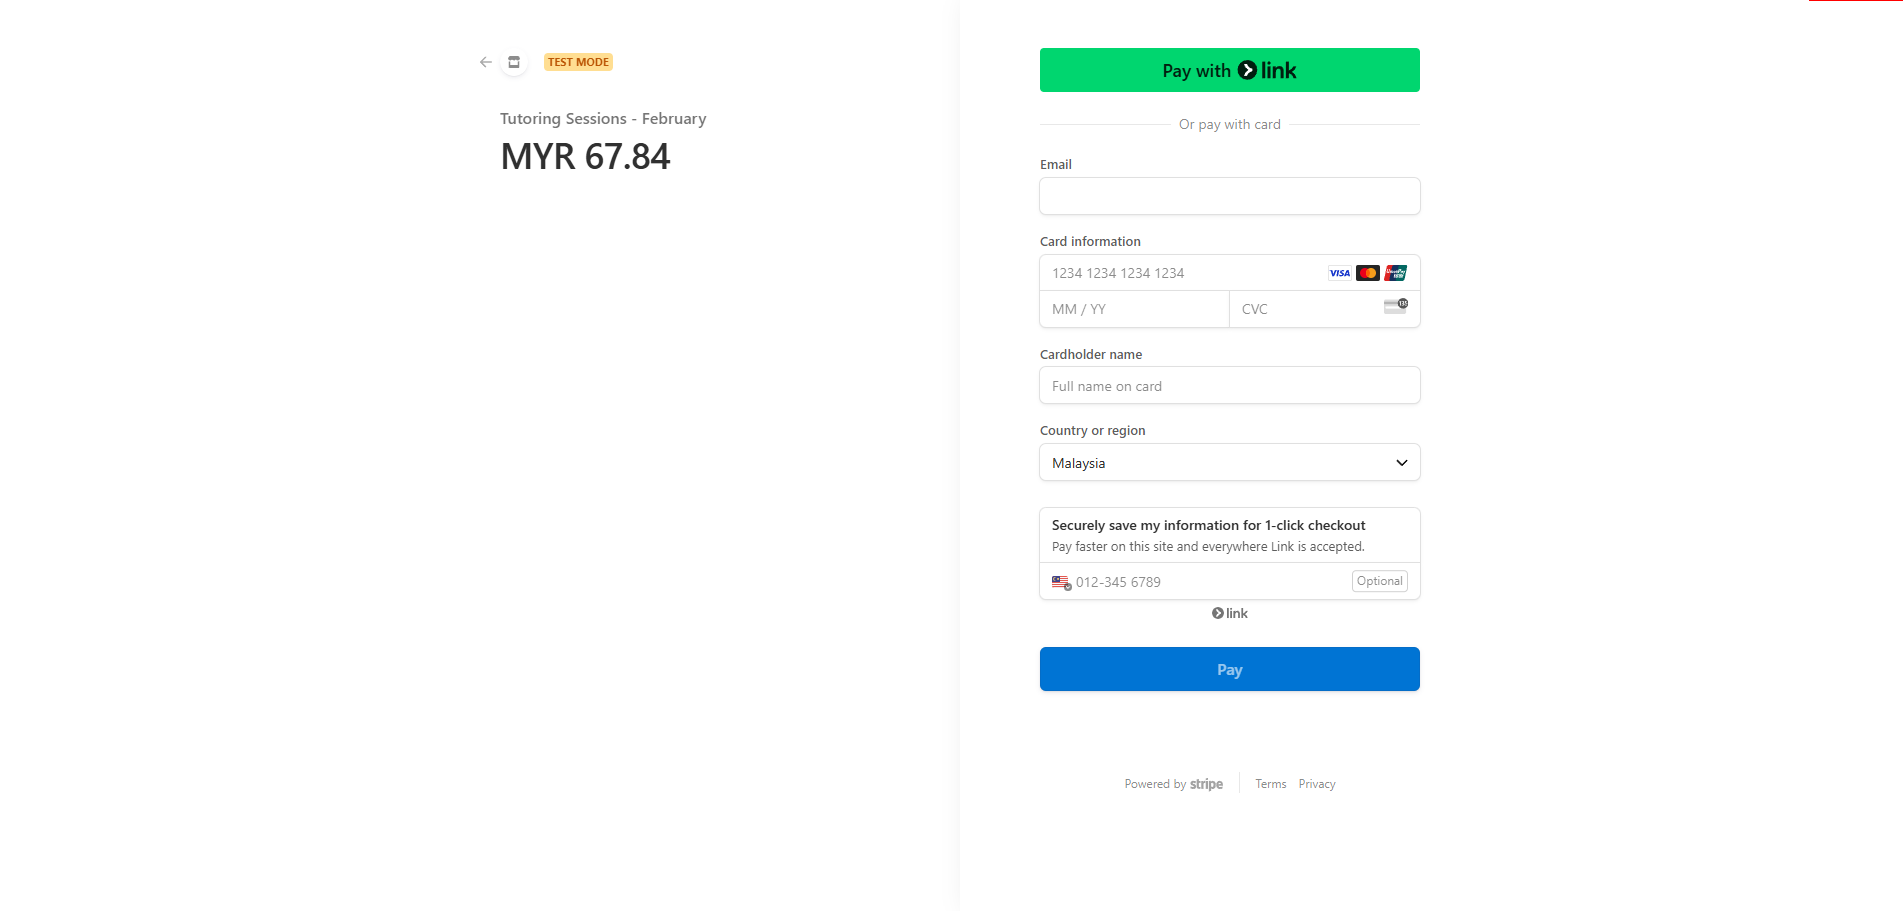 TEST MODE
Tutoring Sessions - February
MYR 67.84
Pay with link
Or pay with card
Email
Card information
1234 1234 1234 1234 VISA
MM / YY CVC
Cardholder name
Full name on card
Country or region
Malaysia
Securely save my information for 1-click checkout
Pay faster on this site and everywhere Link is accepted.
012-345 6789 Optional
link
Pay
Powered by stripe Terms Privacy